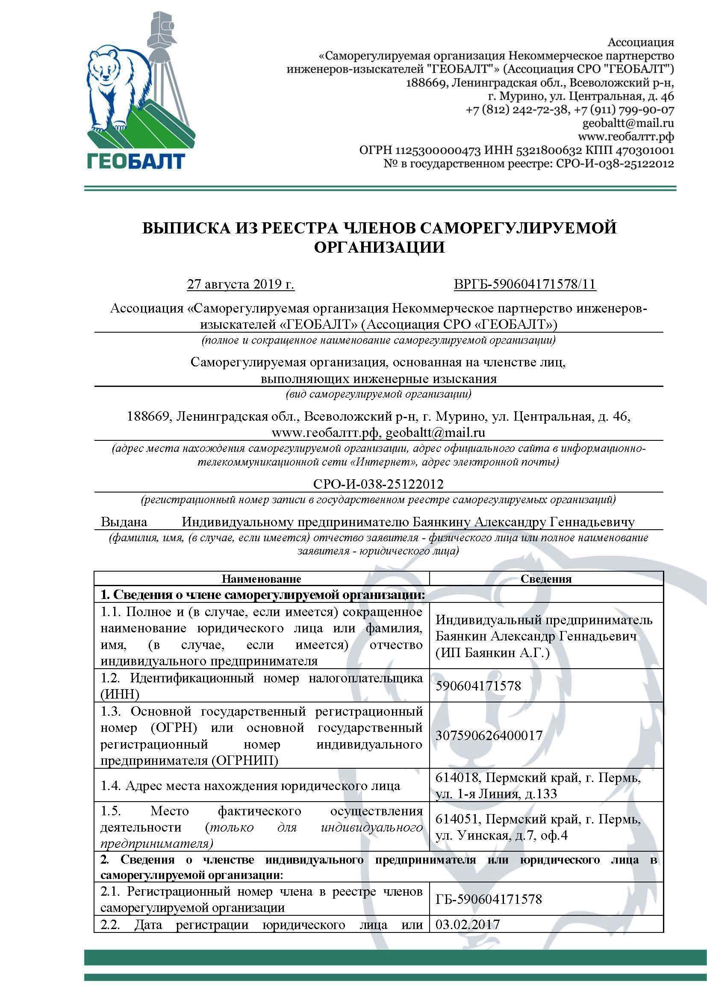 ГЕОБАЛТ
Ассоциация
«Саморегулируемая организация Некоммерческое партнерство
инженеров-изыскателей "ГЕОБАЛТ"» (Ассоциация СРО "ГЕОБАЛТ")
188669, Ленинградская обл., Всеволожский р-н,
г. Мурино, ул. Центральная, д. 46
+7 (812) 242-72-38, +7 (911) 799-90-07
geobaltt@mail.ru
www.геобалтт.рф
ОГРН 1125300000473 ИНН 5321800632 КПП 470301001
№ в государственном реестре: СРО-И-038-25122012
ВЫПИСКА ИЗ РЕЕСТРА ЧЛЕНОВ САМОРЕГУЛИРУЕМОЙ
ОРГАНИЗАЦИИ
27 августа 2019 г. ВРГБ-590604171578/11
Ассоциация «Саморегулируемая организация Некоммерческое партнерство инженеров-
изыскателей «ГЕОБАЛТ» (Ассоциация СРО «ГЕОБАЛТ»)
(полное и сокращенное наименование саморегулируемой организации)
Саморегулируемая организация, основанная на членстве лиц,
выполняющих инженерные изыскания
(вид саморегулируемой организации)
188669, Ленинградская обл., Всеволожский р-н, г. Мурино, ул. Центральная, д. 46,
www.геобалтт.рф, geobaltt@mail.ru
(адрес места нахождения саморегулируемой организации, адрес официального сайта в информационно-
телекоммуникационной сети «Интернет», адрес электронной почты)
СРО-И-038-25122012
(регистрационный номер записи в государственном реестре саморегулируемых организаций)
Выдана Индивидуальному предпринимателю Баянкину Александру Геннадьевичу
(фамилия, имя, (в случае, если имеется) отчество заявителя - физического лица или полное наименование
заявителя - юридического лица)
Наименование Сведения
1. Сведения о члене саморегулируемой организации:
1.1. Полное и (в случае, если имеется) сокращенное
наименование юридического лица или фамилия,
имя, (в случае, если имеется) отчество
индивидуального предпринимателя
Индивидуальный предприниматель
Баянкин Александр Геннадьевич
(ИП Баянкин А.Г.)
1.2. Идентификационный номер налогоплательщика
(ИНН)
590604171578
1.3. Основной государственный регистрационный
номер (ОГРН) или основной государственный
регистрационный номер индивидуального
предпринимателя (ОГРНИП)
307590626400017
1.4. Адрес места нахождения юридического лица
614018, Пермский край, г. Пермь,
ул. 1-я Линия, д.133
1.5. Место фактического осуществления
деятельности (только для индивидуального
предпринимателя)
614051, Пермский край, г. Пермь,
ул. Уинская, д.7, оф.4
2. Сведения о членстве индивидуального предпринимателя или юридического лица в
саморегулируемой организации:
2.1. Регистрационный номер члена в реестре членов
саморегулируемой организации
ГБ-590604171578
2.2. Дата регистрации юридического лица или
03.02.2017